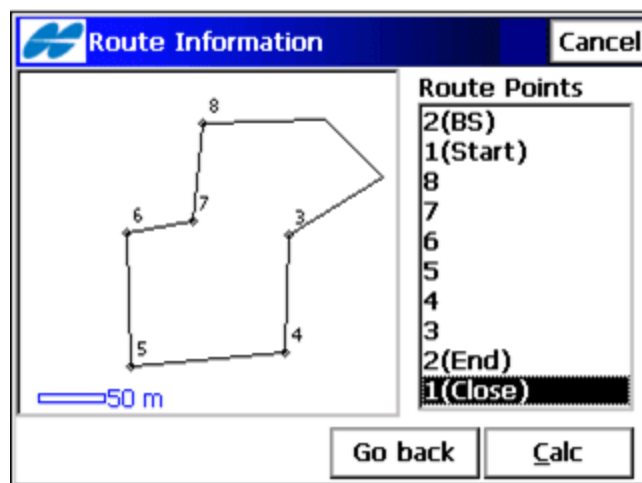 Route Information
Cancel
8
7
6
3
4
5
50 m
Route Points
2(BS)
1(Start)
8
7
6
5
4
3
2(End)
1(Close)
Go back
Calc